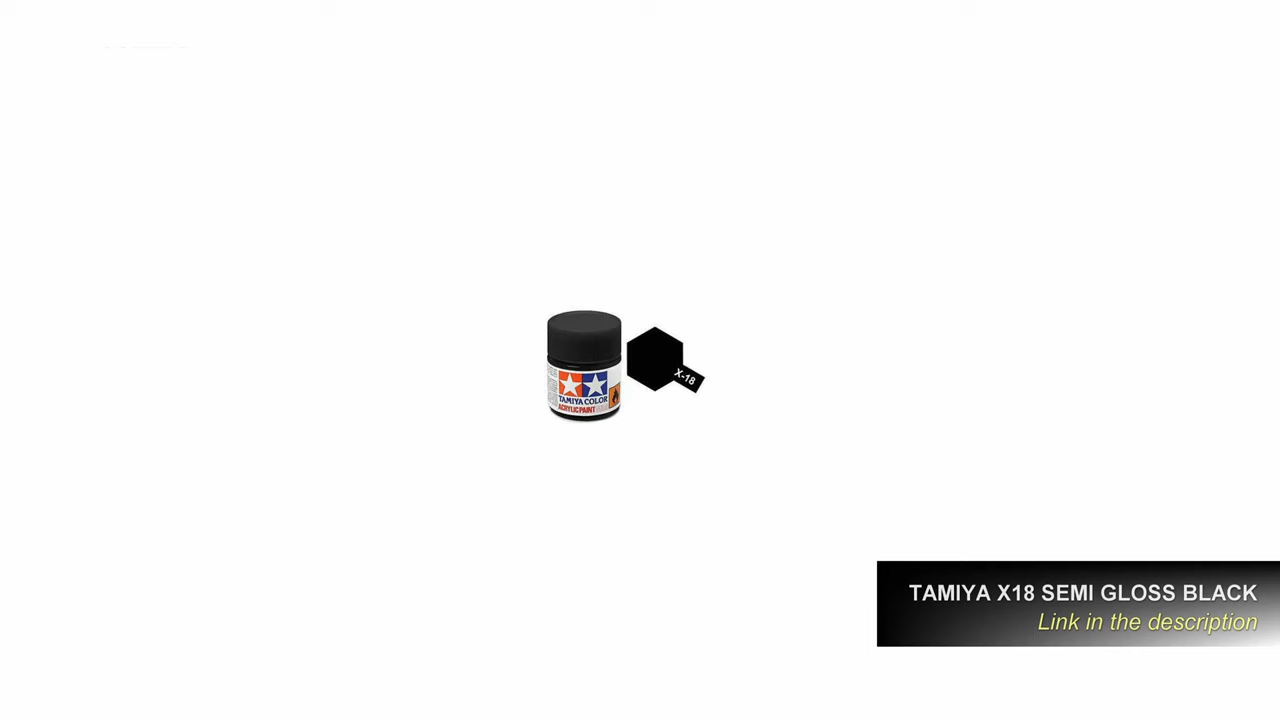 X-18
TAMIYA COLOR
ACRYLIC PAINT
TAMIYA X18 SEMI GLOSS BLACK
Link in the description